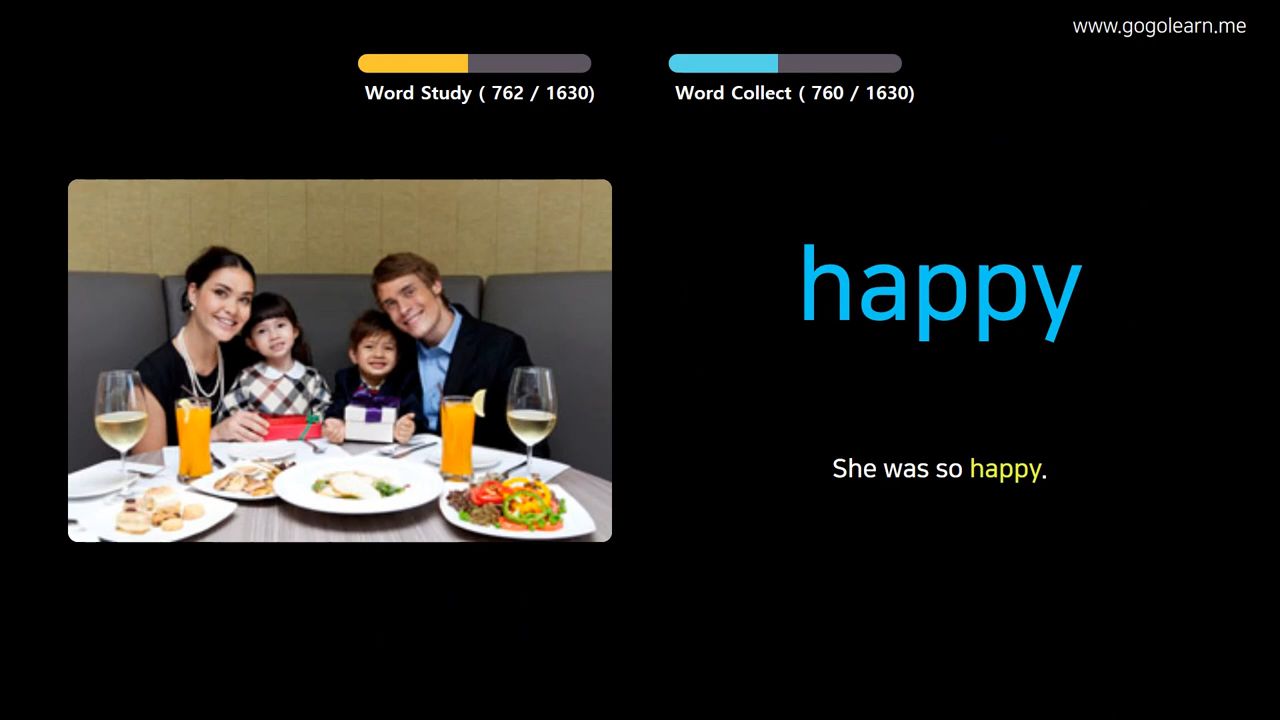 www.gogolearn.me
Word Study ( 762 / 1630)
Word Collect ( 760 / 1630)
happy
She was so happy.